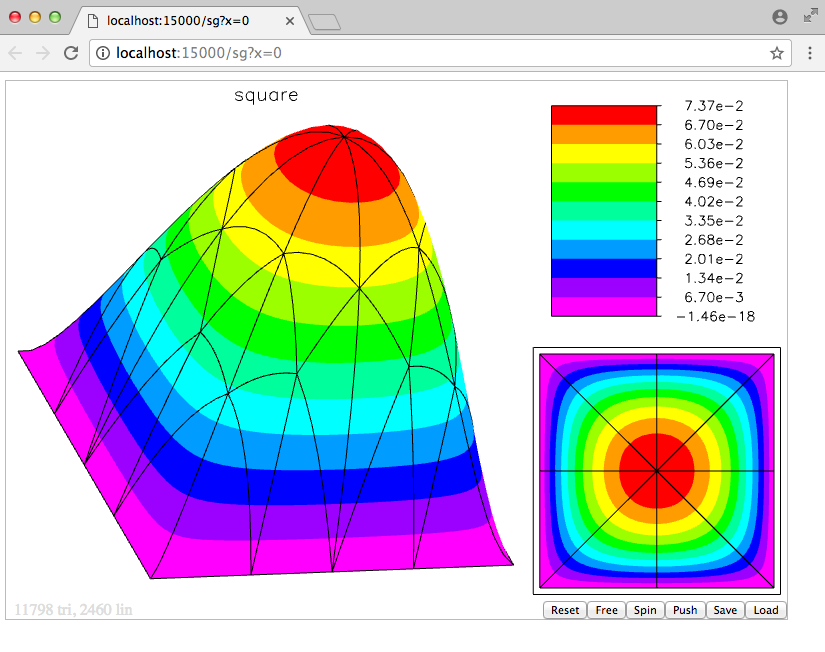 localhost:15000/sg?x=0
localhost:15000/sg?x=0
square
7.37e−2
6.70e−2
6.03e−2
5.36e−2
4.69e−2
4.02e−2
3.35e−2
2.68e−2
2.01e−2
1.34e−2
6.70e−3
−1.46e−18
11798 tri, 2460 lin
Reset Free Spin Push Save Load